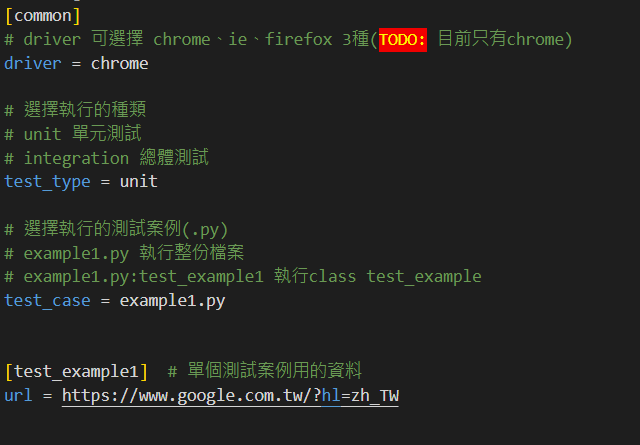 [common]
# driver 可選擇 chrome、ie、firefox 3種(TODO: 目前只有chrome)
driver = chrome
# 選擇執行的種類
# unit 單元測試
# integration 總體測試
test_type = unit
# 選擇執行的測試案例(.py)
# example1.py 執行整份檔案
# example1.py:test_example1 執行class test_example
test_case = example1.py
[test_example1]  # 單個測試案例用的資料
url = https://www.google.com.tw/?hl=zh_TW